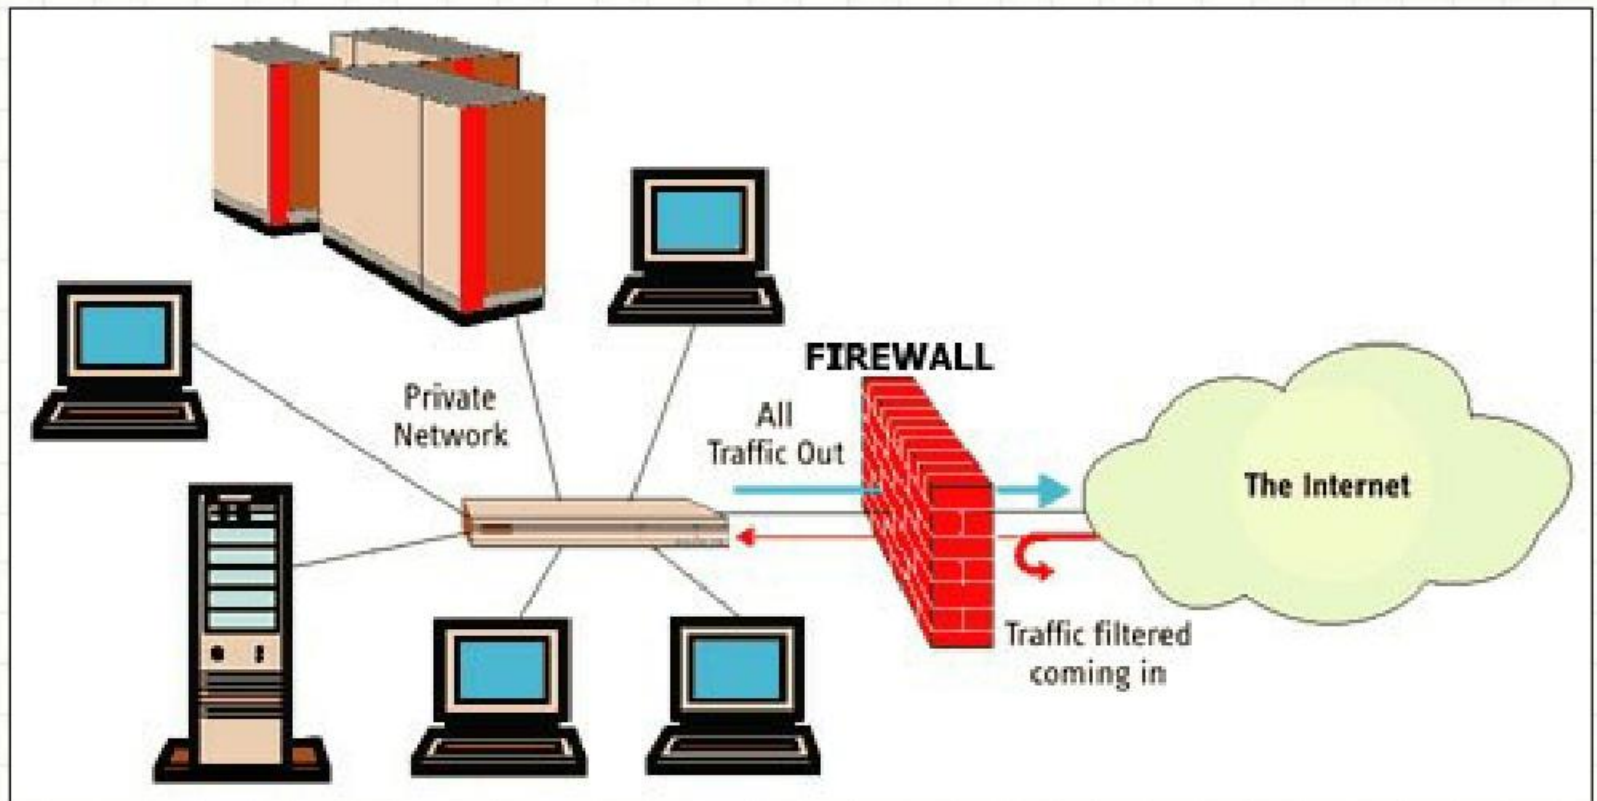 FIREWALL
Private
Network
All
Traffic Out
The Internet
Traffic filtered
coming in